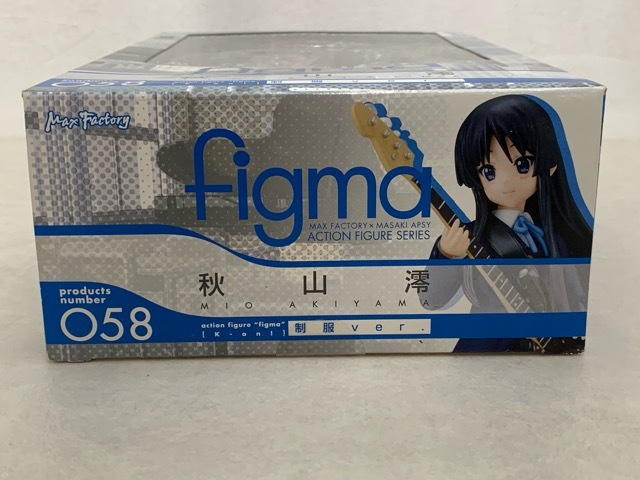 Max Factory
figma
MAX FACTORY × MASAKI APSY
ACTION FIGURE SERIES
秋山澪
MIO AKIYAMA
products
number
058
action figure "figma"
[K-on!]
制服ver.